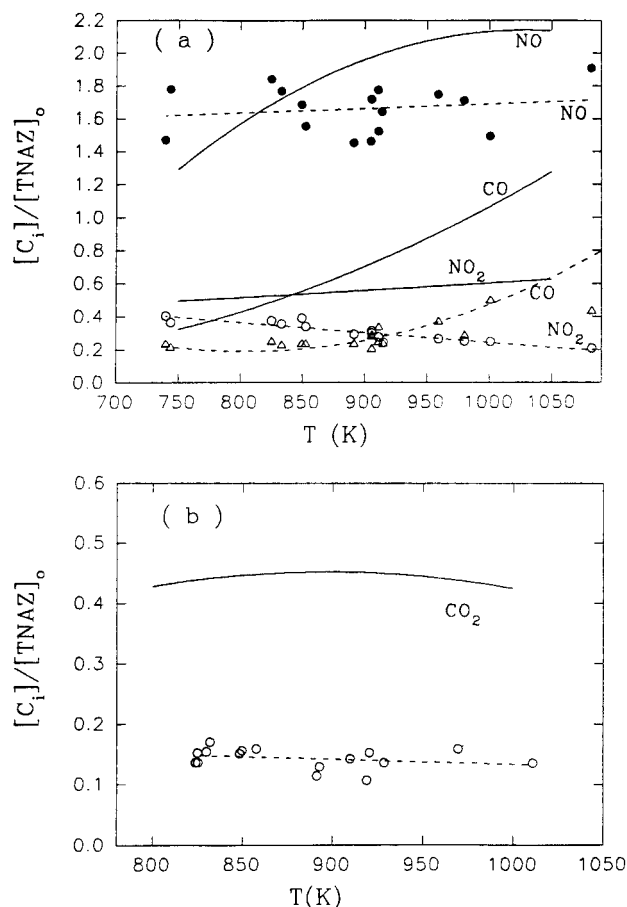 ( a )
NO
NO
CO
NO2
CO
NO2
[Ci]/[TNAZ]o
2.2
2.0
1.8
1.6
1.4
1.2
1.0
0.8
0.6
0.4
0.2
0.0
700 750 800 850 900 950 1000 1050
T (K)
( b )
CO2
[Ci]/[TNAZ]o
0.6
0.5
0.4
0.3
0.2
0.1
0.0
800 850 900 950 1000 1050
T(K)